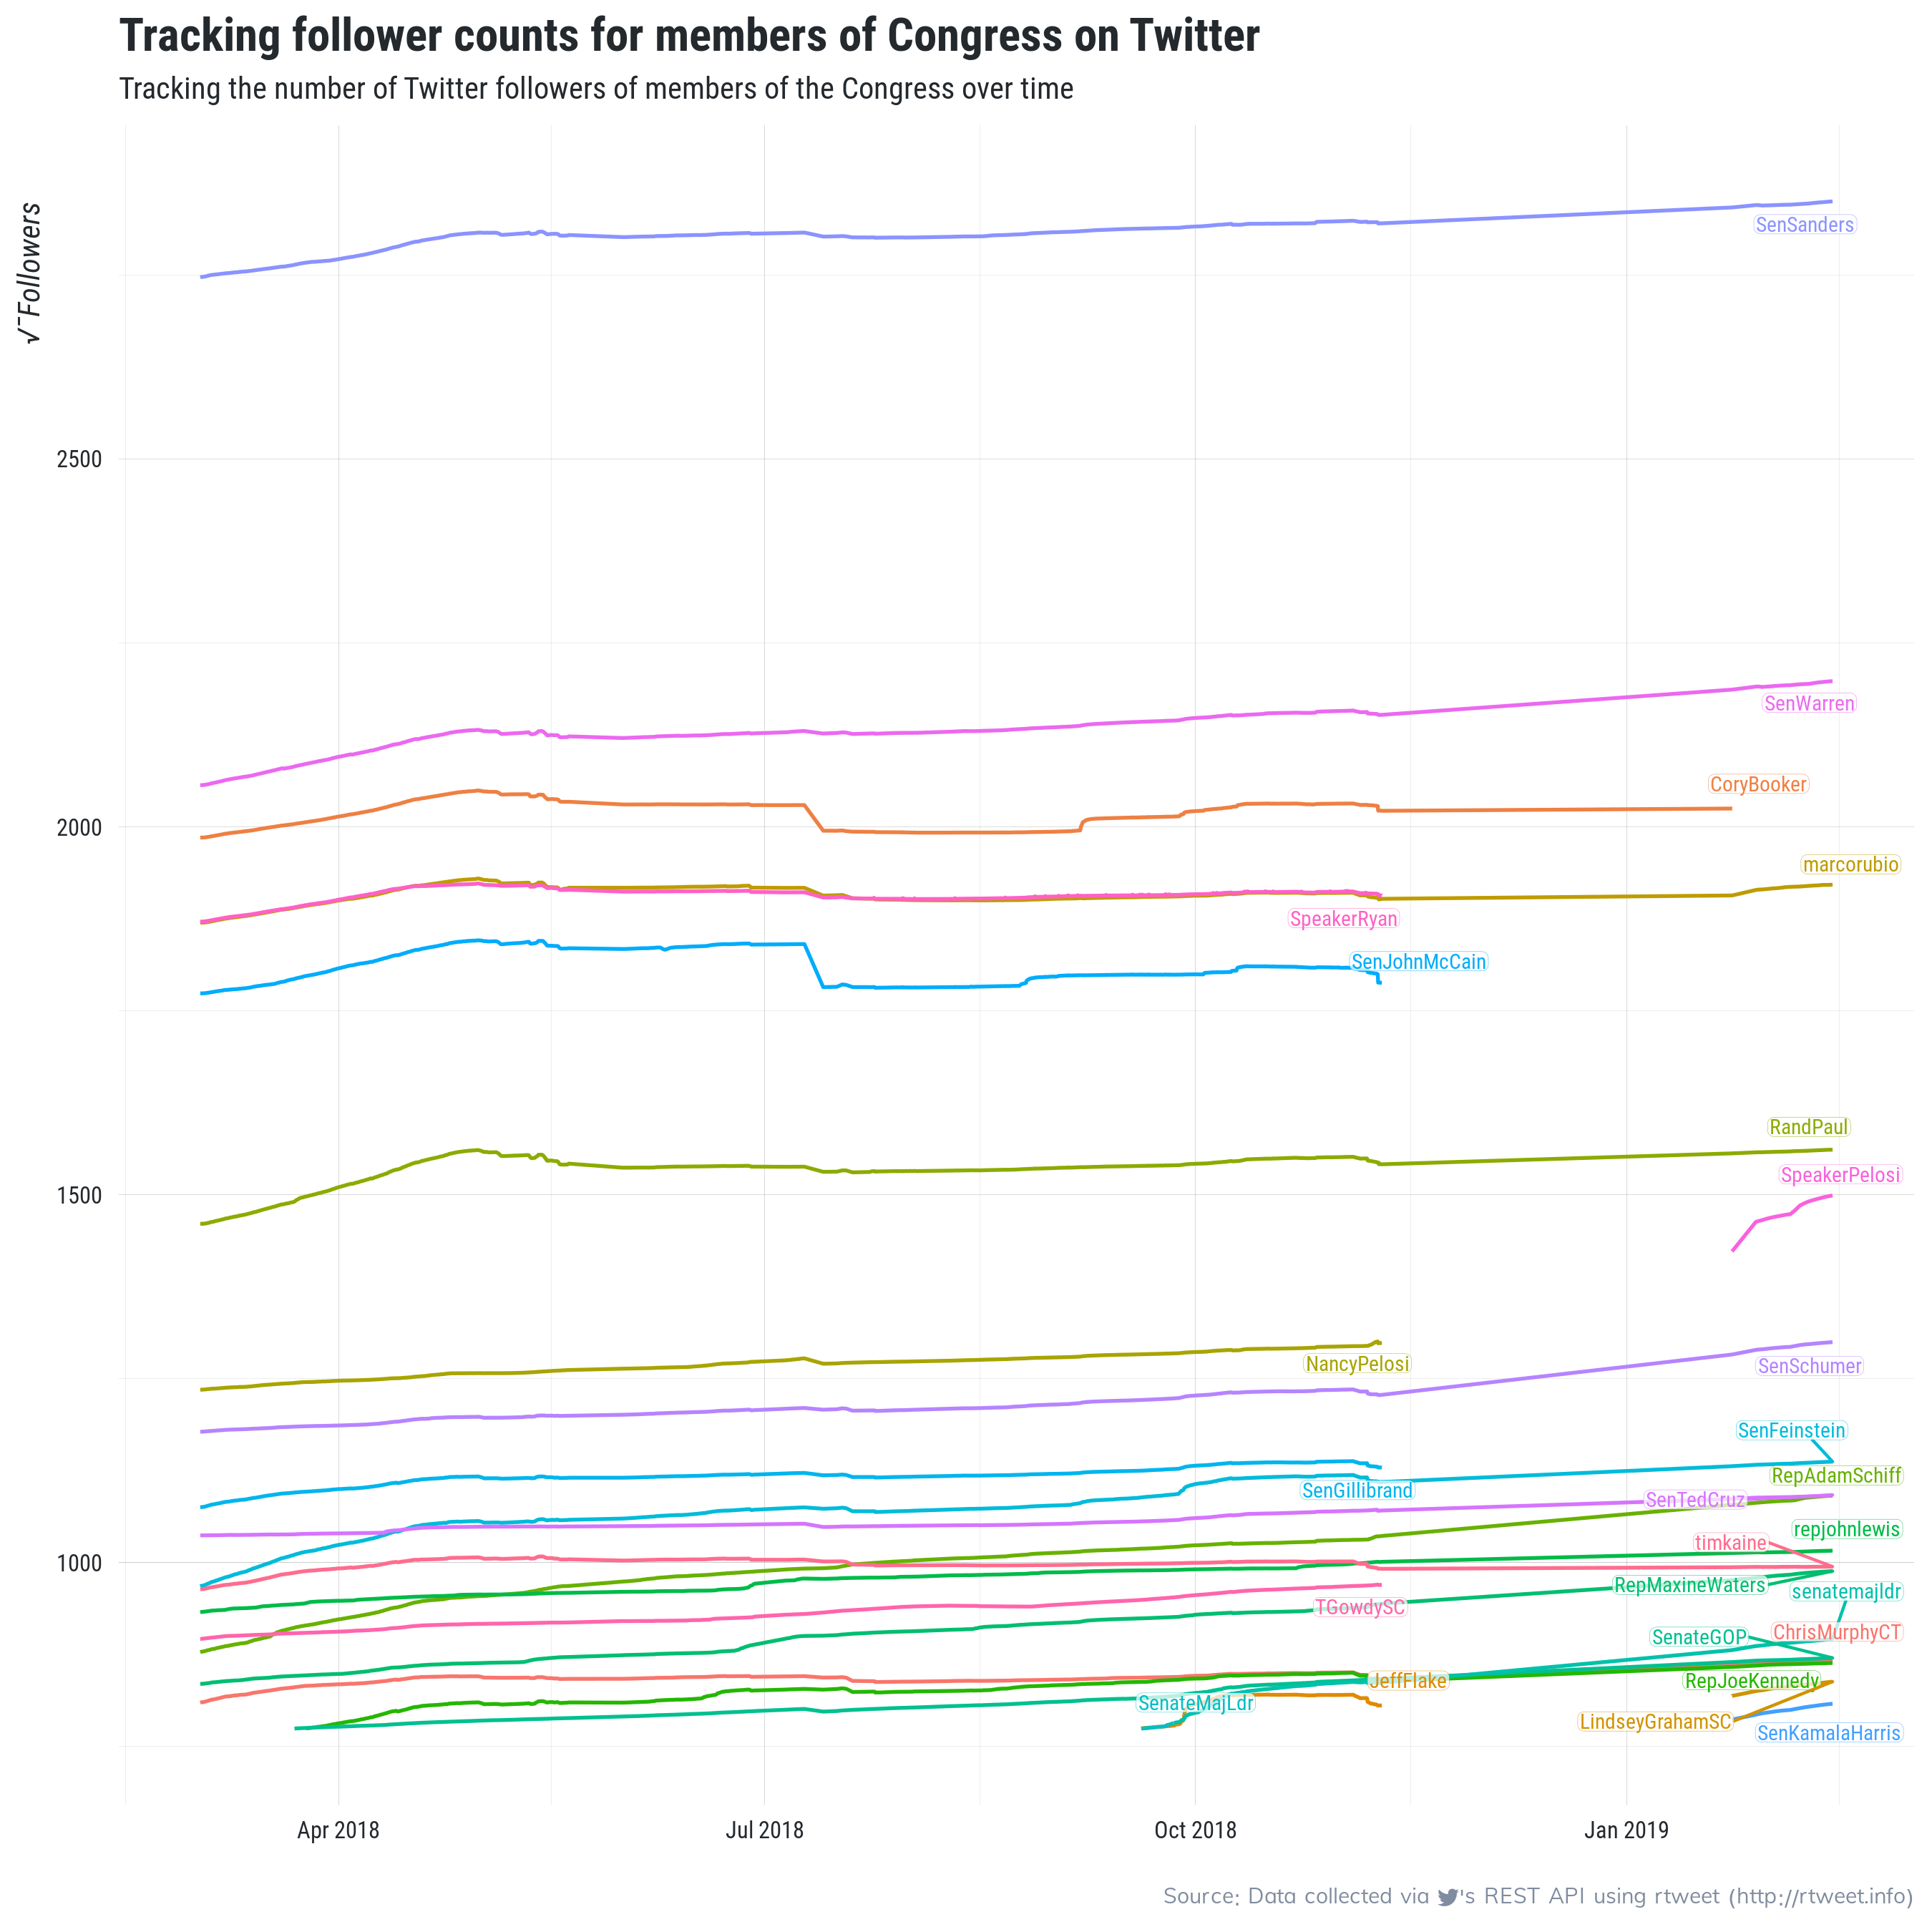 Tracking follower counts for members of Congress on Twitter
Tracking the number of Twitter followers of members of the Congress over time
√‾Followers
SenSanders
2500
SenWarren
CoryBooker
2000
marcorubio
SpeakerRyan
SenJohnMcCain
RandPaul
SpeakerPelosi
1500
NancyPelosi
SenSchumer
SenFeinstein
RepAdamSchiff
SenGillibrand
SenTedCruz
repjohnlewis
timkaine
1000
RepMaxineWaters
senatemajldr
TGowdySC
ChrisMurphyCT
SenateGOP
JeffFlake
RepJoeKennedy
SenateMajLdr
LindseyGrahamSC
SenKamalaHarris
Apr 2018 Jul 2018 Oct 2018 Jan 2019
Source: Data collected via 's REST API using rtweet (http://rtweet.info)